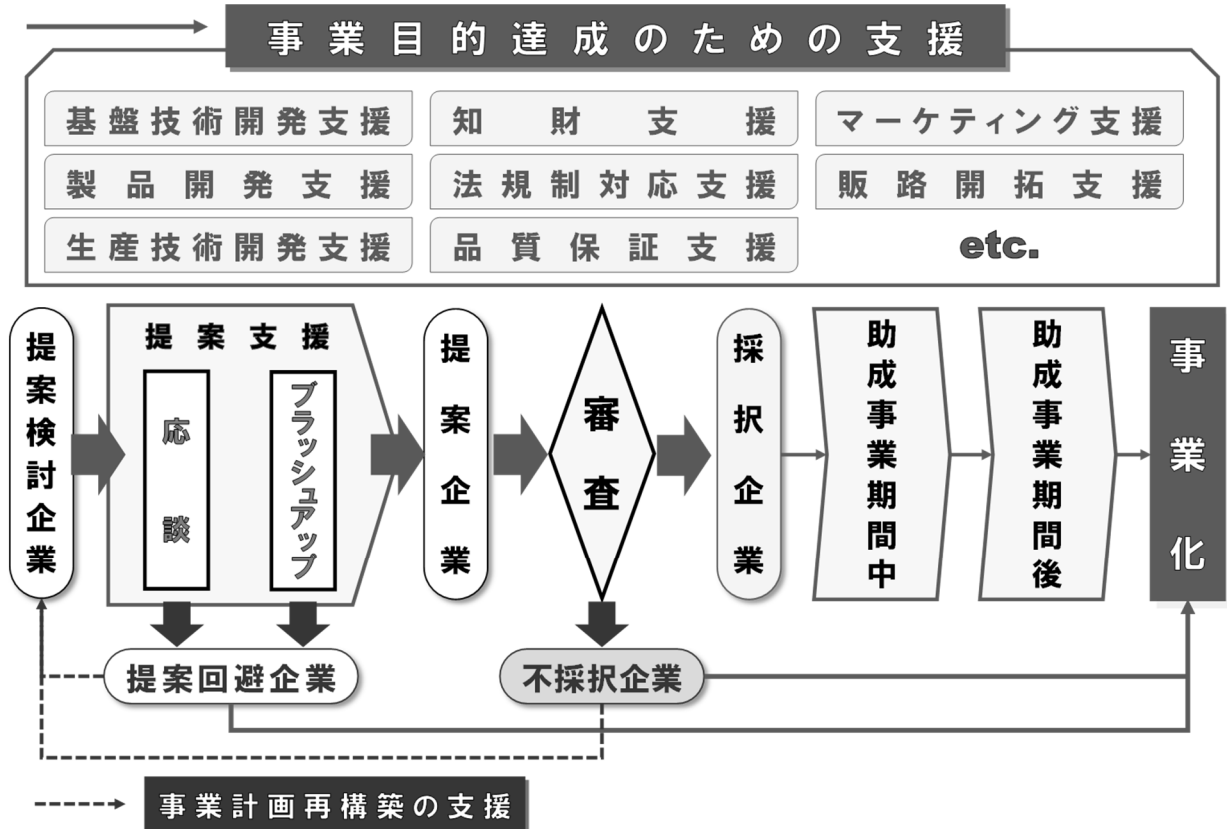 事業目的達成のための支援
基盤技術開発支援
知財支援
マーケティング支援
製品開発支援
法規制対応支援
販路開拓支援
生産技術開発支援
品質保証支援
etc.
提案検討企業
提案支援
応談
ブラッシュアップ
提案企業
審査
採択企業
助成事業期間中
助成事業期間後
事業化
提案回避企業
不採択企業
事業計画再構築の支援